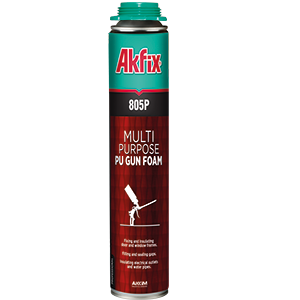 Akfix
805P
MULTI
PURPOSE
PU GUN FOAM
Fixing and insulating
door and window frames.
Filling and sealing gaps.
Insulating electrical outlets
and water pipes.
AKKİM